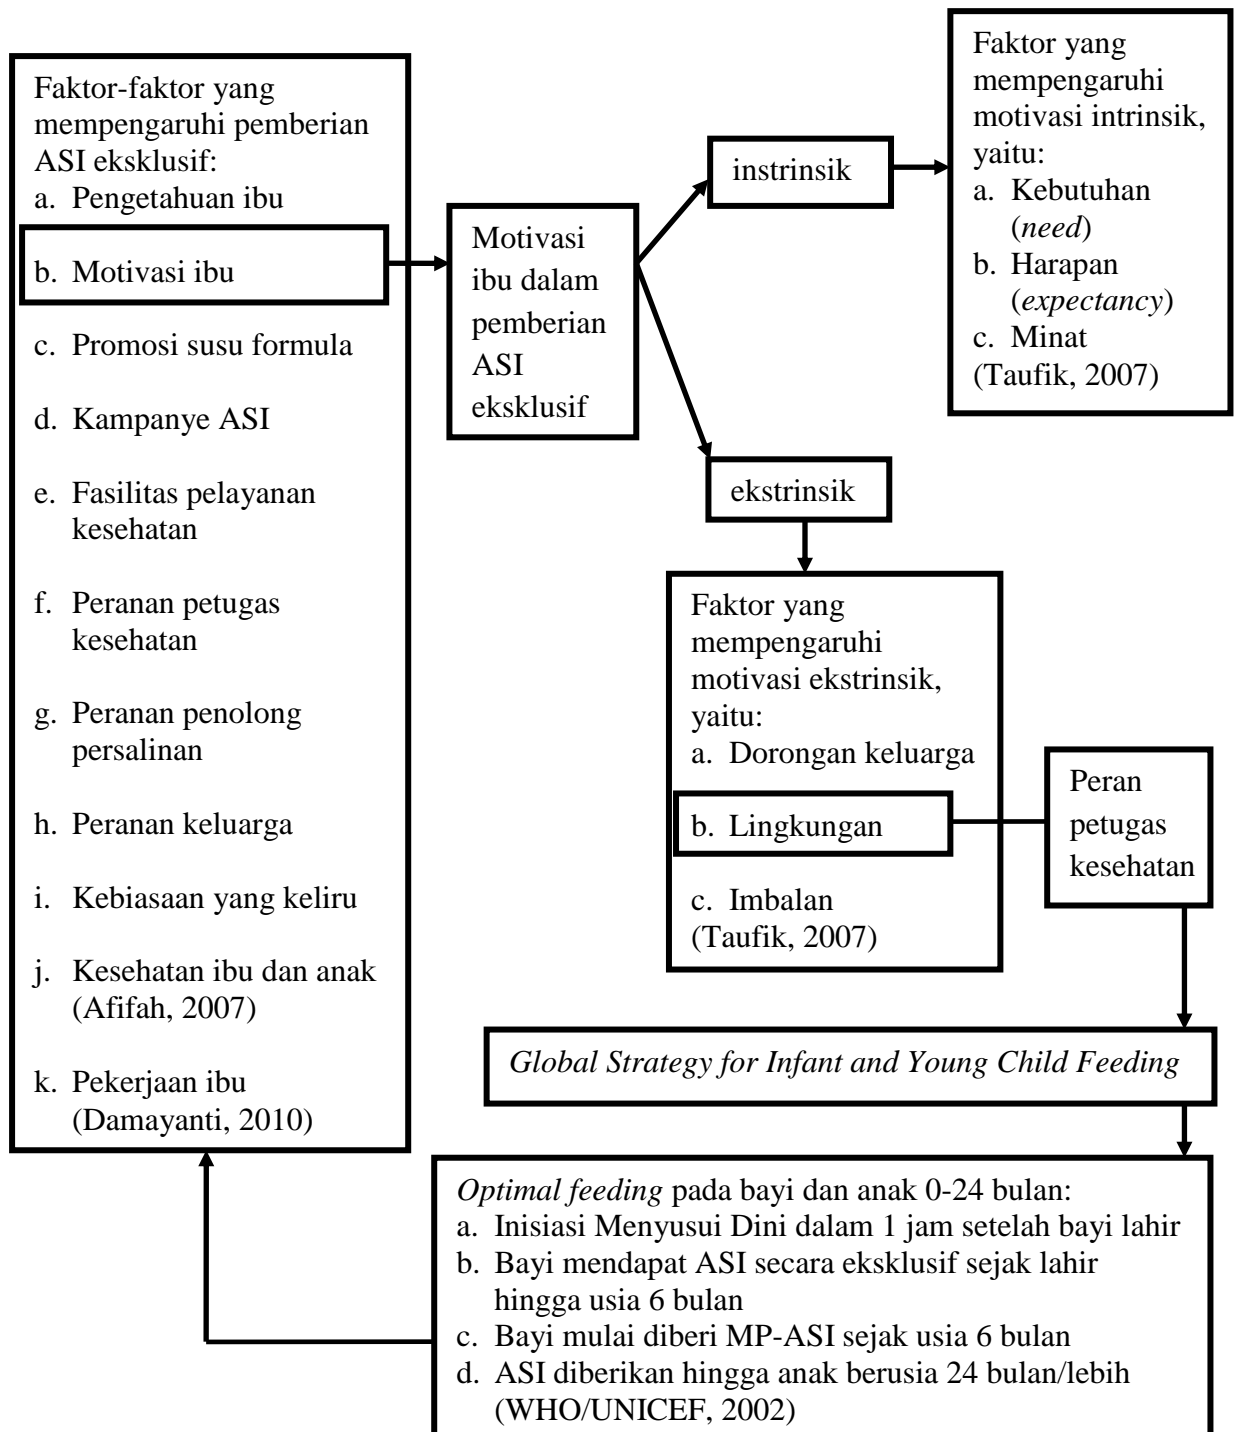 Faktor-faktor yang
mempengaruhi pemberian
ASI eksklusif:
a. Pengetahuan ibu
b. Motivasi ibu
c. Promosi susu formula
d. Kampanye ASI
e. Fasilitas pelayanan
kesehatan
f. Peranan petugas
kesehatan
g. Peranan penolong
persalinan
h. Peranan keluarga
i. Kebiasaan yang keliru
j. Kesehatan ibu dan anak
(Afifah, 2007)
k. Pekerjaan ibu
(Damayanti, 2010)
Motivasi
ibu dalam
pemberian
ASI
eksklusif
instrinsik
Faktor yang
mempengaruhi
motivasi intrinsik,
yaitu:
a. Kebutuhan
(need)
b. Harapan
(expectancy)
c. Minat
(Taufik, 2007)
ekstrinsik
Faktor yang
mempengaruhi
motivasi ekstrinsik,
yaitu:
a. Dorongan keluarga
b. Lingkungan
c. Imbalan
(Taufik, 2007)
Peran
petugas
kesehatan
Global Strategy for Infant and Young Child Feeding
Optimal feeding pada bayi dan anak 0-24 bulan:
a. Inisiasi Menyusui Dini dalam 1 jam setelah bayi lahir
b. Bayi mendapat ASI secara eksklusif sejak lahir
hingga usia 6 bulan
c. Bayi mulai diberi MP-ASI sejak usia 6 bulan
d. ASI diberikan hingga anak berusia 24 bulan/lebih
(WHO/UNICEF, 2002)